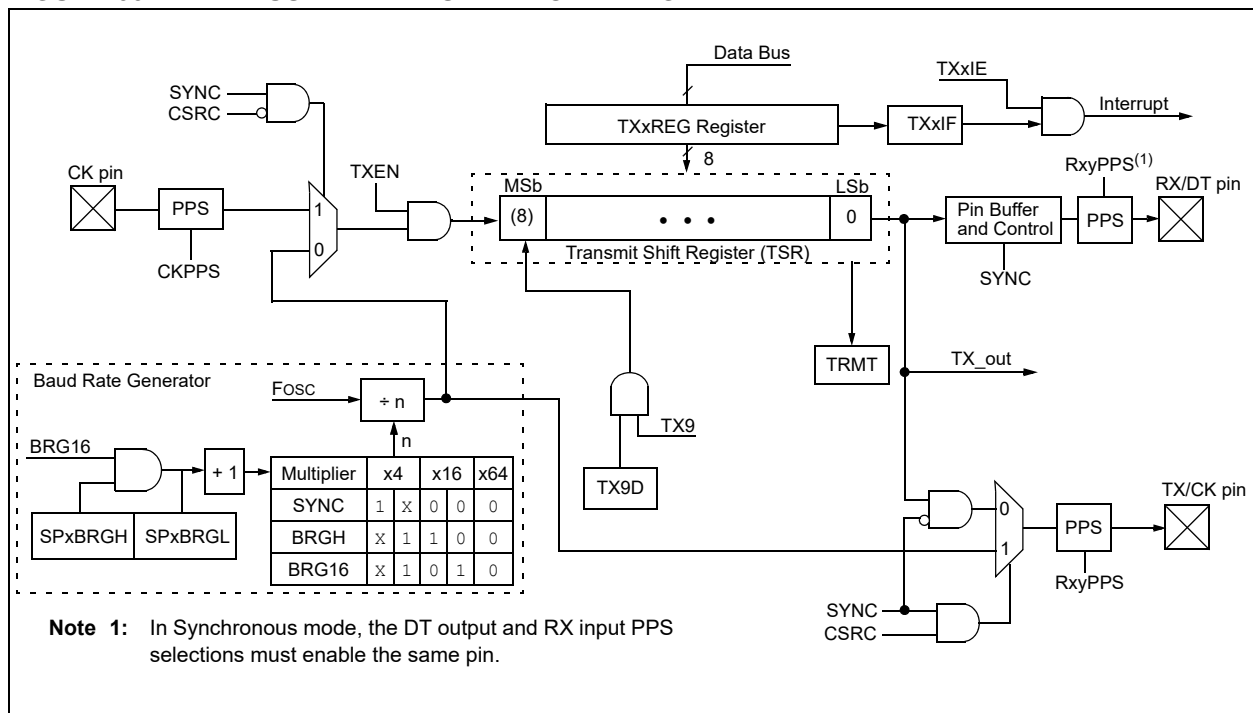 Data Bus
TXxIE
Interrupt
SYNC
CSRC
TXxREG Register
TXxIF
8
CK pin
TXEN
RxyPPS(1)
RX/DT pin
MSb
LSb
PPS
1
(8)
• • •
0
Pin Buffer
and Control
PPS
0
Transmit Shift Register (TSR)
CKPPS
SYNC
TRMT
TX_out
Baud Rate Generator
FOSC
÷ n
n
TX9
BRG16
+ 1
Multiplier x4 x16 x64
TX9D
TX/CK pin
SYNC 1 X 0 0 0
0
PPS
SPxBRGH SPxBRGL
BRGH X 1 1 0 0
1
BRG16 X 1 0 1 0
RxyPPS
SYNC
CSRC
Note 1: In Synchronous mode, the DT output and RX input PPS
selections must enable the same pin.